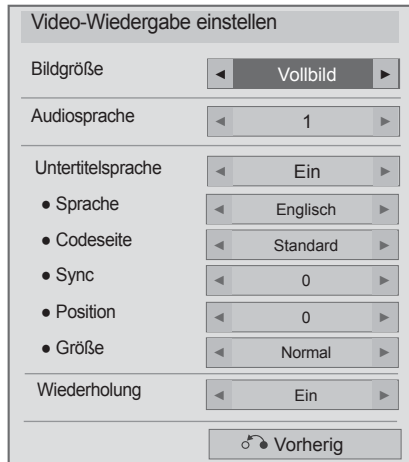 Video-Wiedergabe einstellen
Bildgröße ◄ Vollbild ►
Audiosprache ◄ 1 ►
Untertitelsprache ◄ Ein ►
● Sprache ◄ Englisch ►
● Codeseite ◄ Standard ►
● Sync ◄ 0 ►
● Position ◄ 0 ►
● Größe ◄ Normal ►
Wiederholung ◄ Ein ►
Vorherig